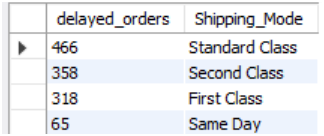 delayed_orders Shipping_Mode
466 Standard Class
358 Second Class
318 First Class
65 Same Day